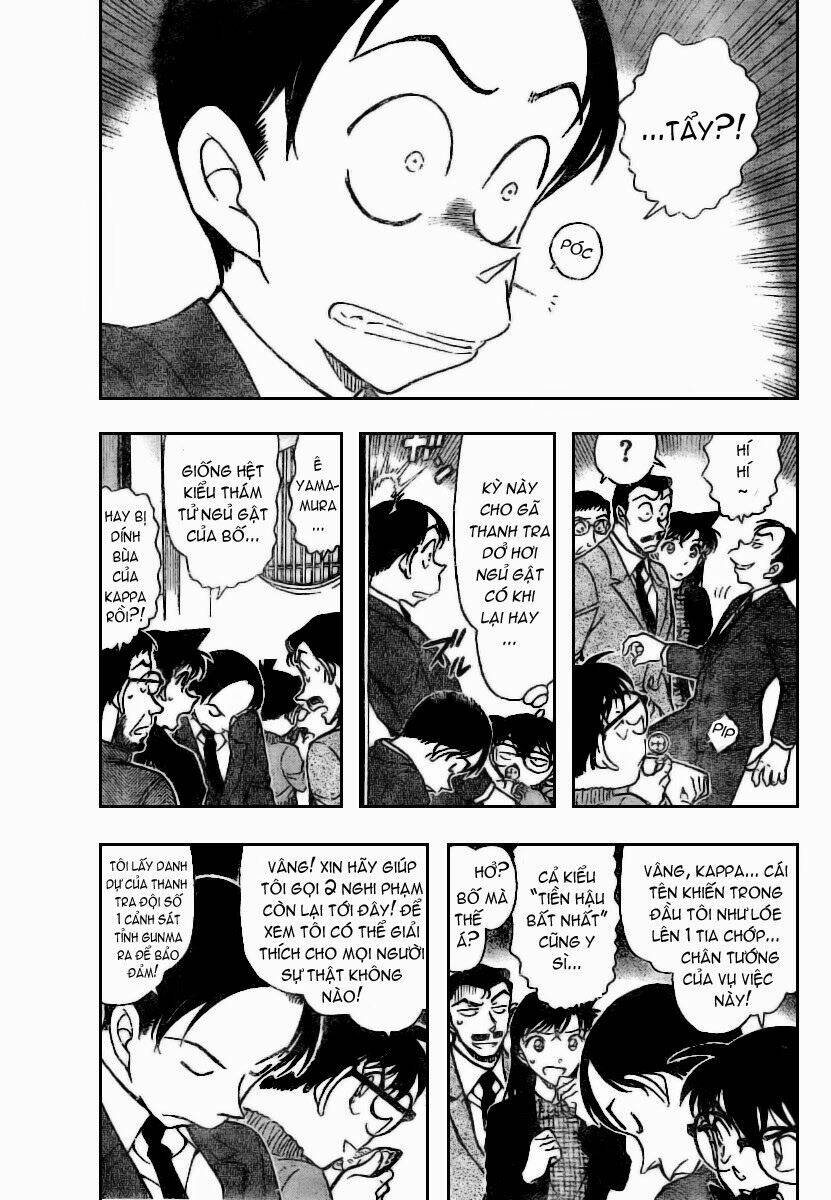 ...TẨY?!
PÓC
HÍ
HÍ
~
?
PIP
KỲ NÀY
CHO GÃ
THANH TRA
DỞ HƠI
NGỦ GẬT
CÓ KHI
LẠI HAY
...
Ê
YAMA-
MURA
...
GIỐNG HỆT
KIỂU THÁM
TỬ NGỦ GẬT
CỦA BỐ...
HAY BỊ
DÍNH
BÙA
CỦA
KAPPA
RỒI?!
VÂNG, KAPPA... CÁI
TÊN KHIẾN TRONG
ĐẦU TÔI NHƯ LÓE
LÊN 1 TIA CHỚP...
CHÂN TƯỚNG
CỦA VỤ VIỆC
NÀY!
CẢ KIỂU
"TIỀN HẬU
BẤT NHẤT"
CŨNG Y
SÌ...
HỞ?
BỐ MÀ
THẾ
Á?
VÂNG! XIN HÃY GIÚP
TÔI GỌI 2 NGHI PHẠM
CÒN LẠI TỚI ĐÂY! ĐỂ
XEM TÔI CÓ THỂ GIẢI
THÍCH CHO MỌI NGƯỜI
SỰ THẬT KHÔNG
NÀO!
TÔI LẤY DANH
DỰ CỦA THANH
TRA ĐỘI SỐ
1 CẢNH SÁT
TỈNH GUNMA
RA ĐỂ BẢO
ĐẢM!